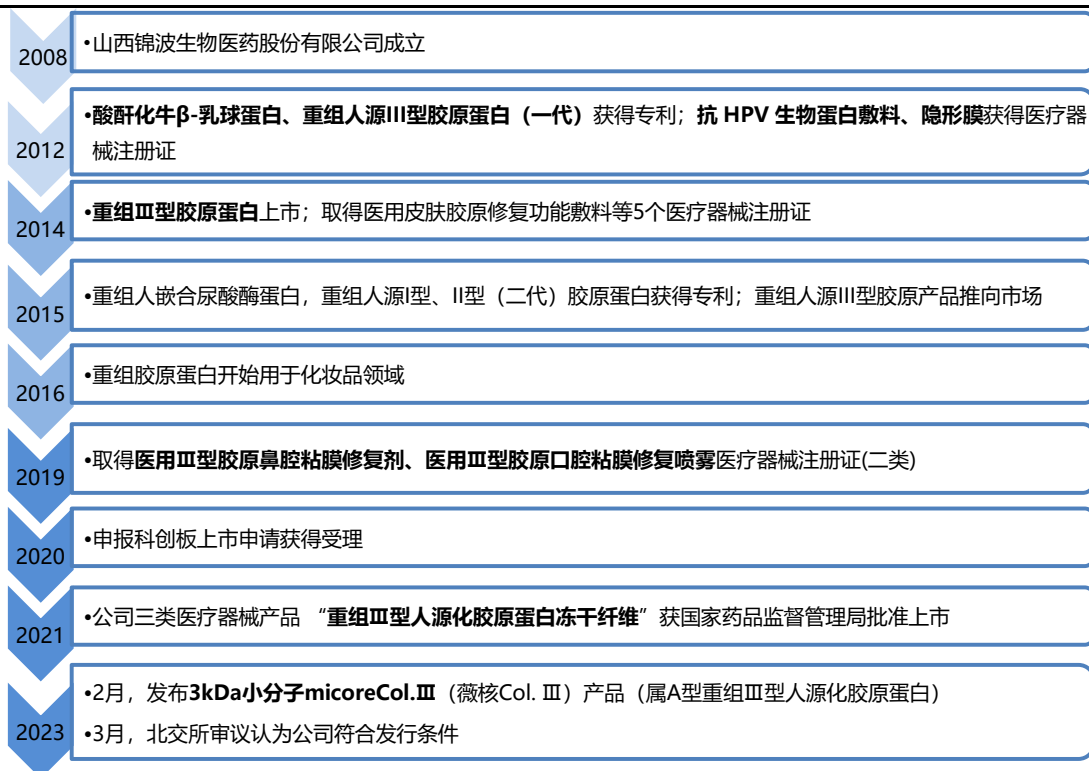 2008
•山西锦波生物医药股份有限公司成立
2012
•酸酐化牛β-乳球蛋白、重组人源III型胶原蛋白（一代）获得专利；抗 HPV 生物蛋白敷料、隐形膜获得医疗器
械注册证
2014
•重组Ⅲ型胶原蛋白上市；取得医用皮肤胶原修复功能敷料等5个医疗器械注册证
2015
•重组人嵌合尿酸酶蛋白，重组人源I型、II型（二代）胶原蛋白获得专利；重组人源III型胶原产品推向市场
2016
•重组胶原蛋白开始用于化妆品领域
2019
•取得医用Ⅲ型胶原鼻腔粘膜修复剂、医用Ⅲ型胶原口腔粘膜修复喷雾医疗器械注册证(二类)
2020
•申报科创板上市申请获得受理
2021
•公司三类医疗器械产品 “重组Ⅲ型人源化胶原蛋白冻干纤维”获国家药品监督管理局批准上市
2023
•2月，发布3kDa小分子micoreCol.Ⅲ（薇核Col. Ⅲ）产品（属A型重组Ⅲ型人源化胶原蛋白）
•3月，北交所审议认为公司符合发行条件